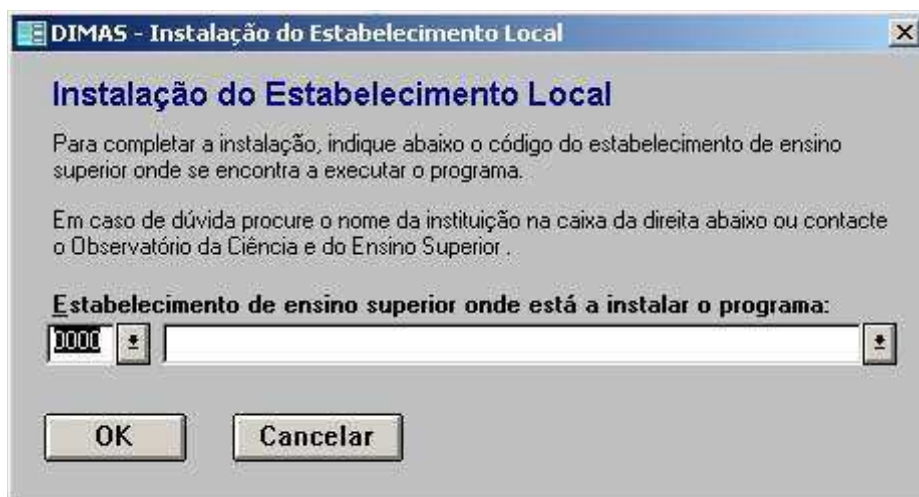 DIMAS - Instalação do Estabelecimento Local
Instalação do Estabelecimento Local
Para completar a instalação, indique abaixo o código do estabelecimento de ensino
superior onde se encontra a executar o programa.
Em caso de dúvida procure o nome da instituição na caixa da direita abaixo ou contacte
o Observatório da Ciência e do Ensino Superior .
Estabelecimento de ensino superior onde está a instalar o programa:
0000
OK Cancelar